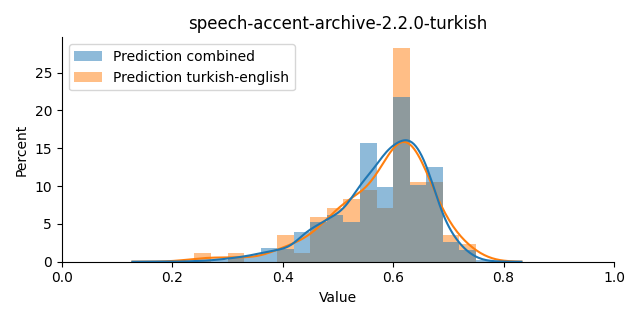 speech-accent-archive-2.2.0-turkish
Prediction combined
Prediction turkish-english
Percent
25
20
15
10
5
0
0.0 0.2 0.4 0.6 0.8 1.0
Value